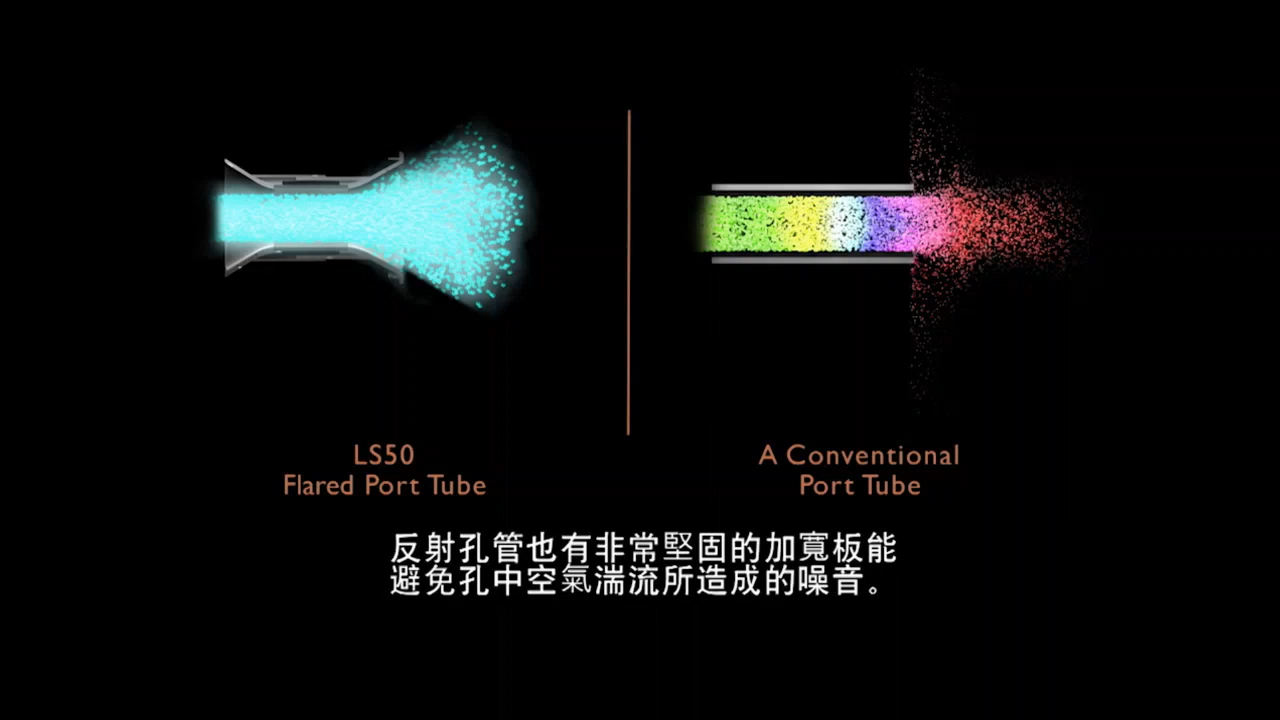 LS50
Flared Port Tube
A Conventional
Port Tube
反射孔管也有非常堅固的加寬板能
避免孔中空氣湍流所造成的噪音。